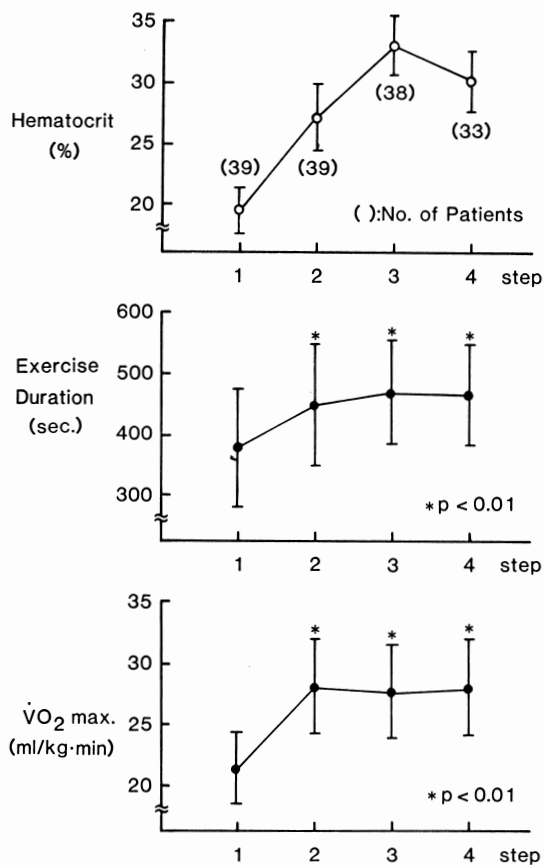 35
30
25
20
Hematocrit
(%)
(39)
(39)
(38)
(33)
( ):No. of Patients
1 2 3 4 step
600
500
400
300
Exercise
Duration
(sec.)
* * *
*p < 0.01
1 2 3 4 step
35
30
25
20
V̇O₂ max.
(ml/kg·min)
* * *
*p < 0.01
1 2 3 4 step